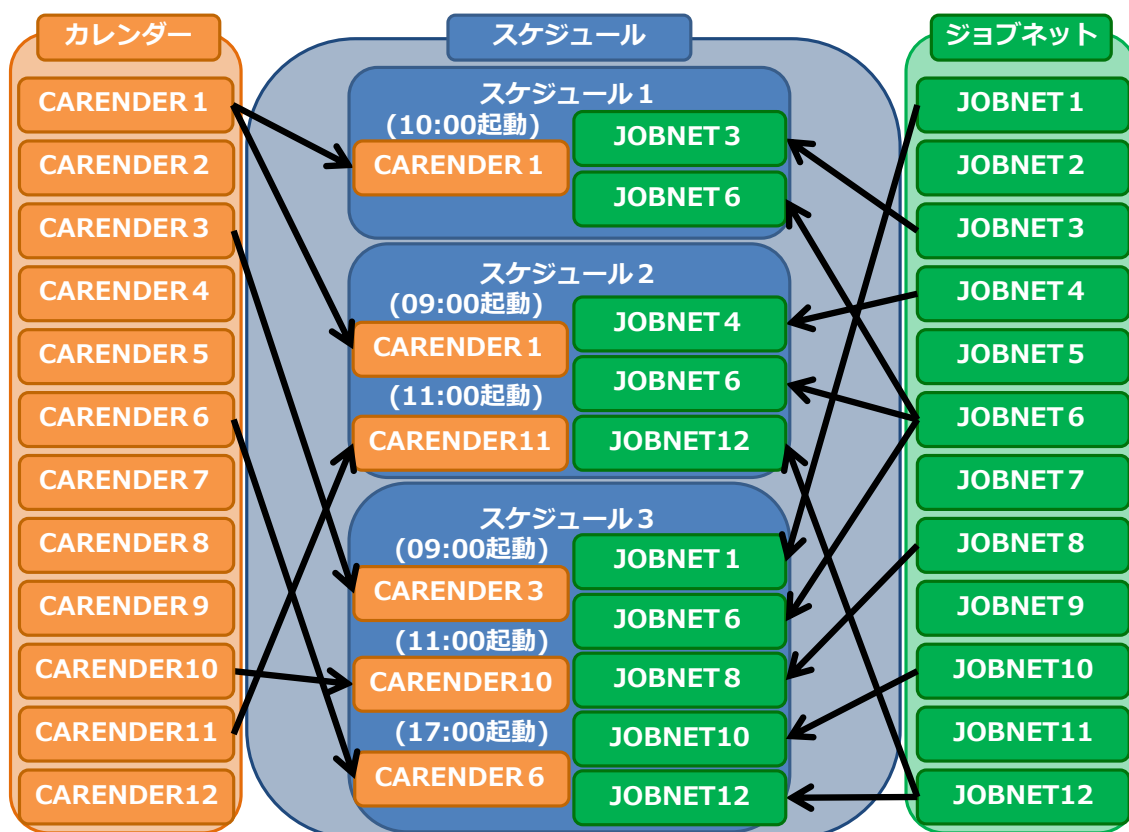 カレンダー
CARENDER1
CARENDER2
CARENDER3
CARENDER4
CARENDER5
CARENDER6
CARENDER7
CARENDER8
CARENDER9
CARENDER10
CARENDER11
CARENDER12
スケジュール
スケジュール1
(10:00起動)
CARENDER1
JOBNET3
JOBNET6
スケジュール2
(09:00起動)
CARENDER1
(11:00起動)
CARENDER11
JOBNET4
JOBNET6
JOBNET12
スケジュール3
(09:00起動)
CARENDER3
(11:00起動)
CARENDER10
(17:00起動)
CARENDER6
JOBNET1
JOBNET6
JOBNET8
JOBNET10
JOBNET12
ジョブネット
JOBNET1
JOBNET2
JOBNET3
JOBNET4
JOBNET5
JOBNET6
JOBNET7
JOBNET8
JOBNET9
JOBNET10
JOBNET11
JOBNET12